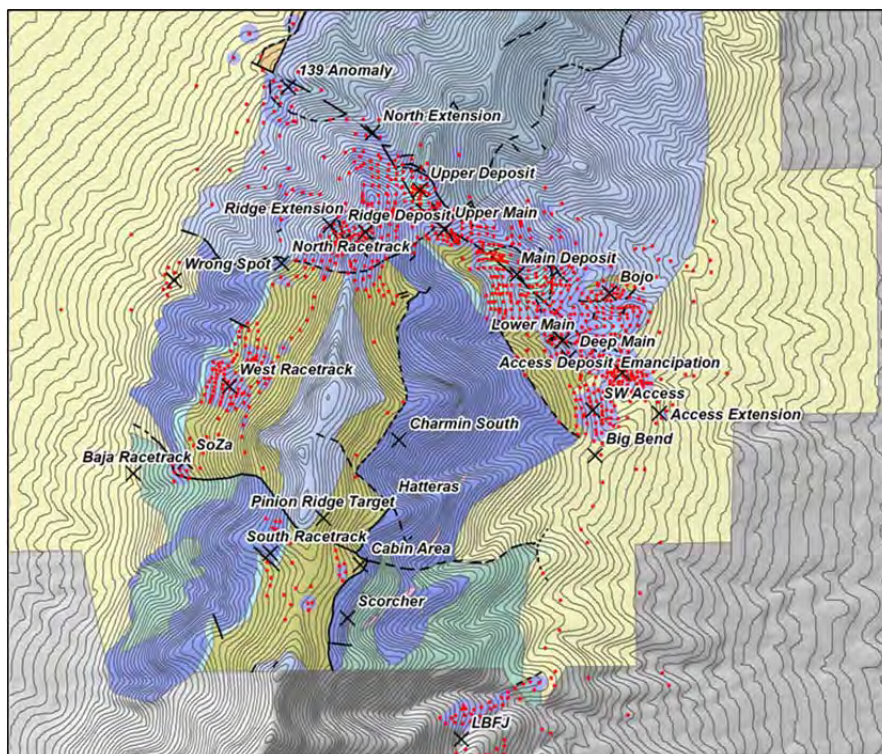 139 Anomaly
North Extension
Upper Deposit
Ridge Extension
Ridge Deposit
Upper Main
North Racetrack
Wrong Spot
Main Deposit
Bojo
Lower Main
Deep Main
Access Deposit
Emancipation
West Racetrack
SW Access
Access Extension
Charmin South
SoZa
Big Bend
Baja Racetrack
Hatteras
Pinion Ridge Target
South Racetrack
Cabin Area
Scorcher
LBFJ